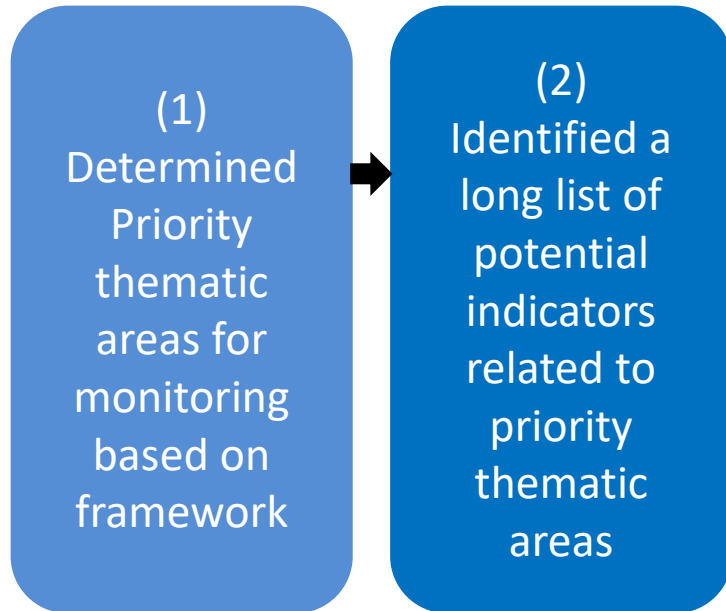 (1)
Determined
Priority
thematic
areas for
monitoring
based on
framework
(2)
Identified a
long list of
potential
indicators
related to
priority
thematic
areas